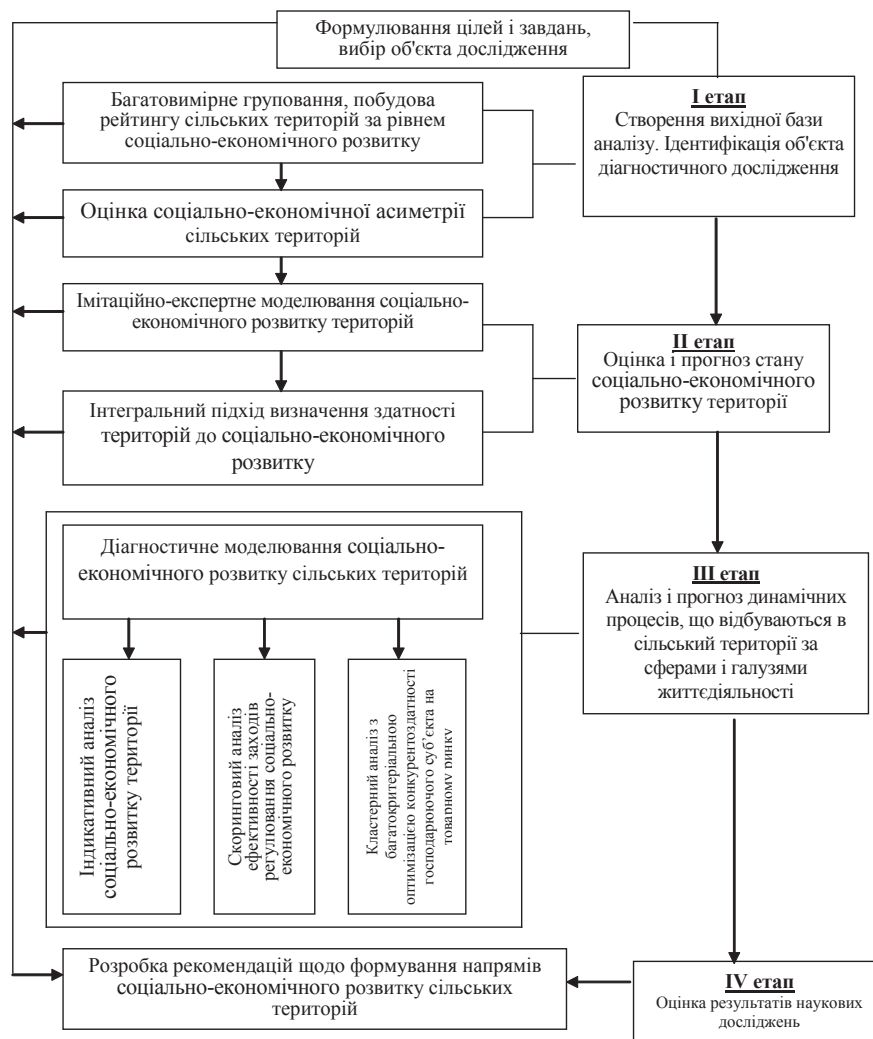 Формулювання цілей і завдань,
вибір об'єкта дослідження
Багатовимірне груповання, побудова
рейтингу сільських територій за рівнем
соціально-економічного розвитку
I етап
Створення вихідної бази
аналізу. Ідентифікація об'єкта
діагностичного дослідження
Оцінка соціально-економічної асиметрії
сільських територій
Імітаційно-експертне моделювання соціально-
економічного розвитку територій
II етап
Оцінка і прогноз стану
соціально-економічного
розвитку території
Інтегральний підхід визначення здатності
територій до соціально-економічного
розвитку
Діагностичне моделювання соціально-
економічного розвитку сільських територій
III етап
Аналіз і прогноз динамічних
процесів, що відбуваються в
сільський території за
сферами і галузями
життєдіяльності
Індикативний аналіз
соціально-економічного
розвитку території
Скоринговий аналіз
ефективності заходів
регулювання соціально-
економічного розвитку
Кластерний аналіз з
багатокритеріальною
оптимізацією конкурентоздатності
господарюючого суб'єкта на
товарному ринку
Розробка рекомендацій щодо формування напрямів
соціально-економічного розвитку сільських
територій
IV етап
Оцінка результатів наукових
досліджень